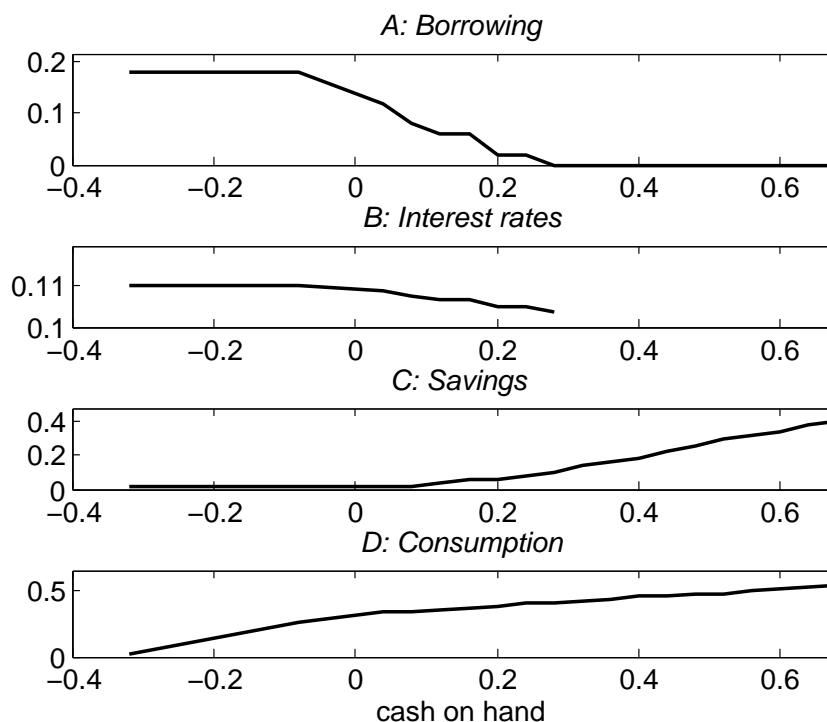 A: Borrowing
0.2
0.1
0
−0.4 −0.2 0 0.2 0.4 0.6
B: Interest rates
0.11
0.1
−0.4 −0.2 0 0.2 0.4 0.6
C: Savings
0.4
0.2
0
−0.4 −0.2 0 0.2 0.4 0.6
D: Consumption
0.5
0
−0.4 −0.2 0 0.2 0.4 0.6
cash on hand